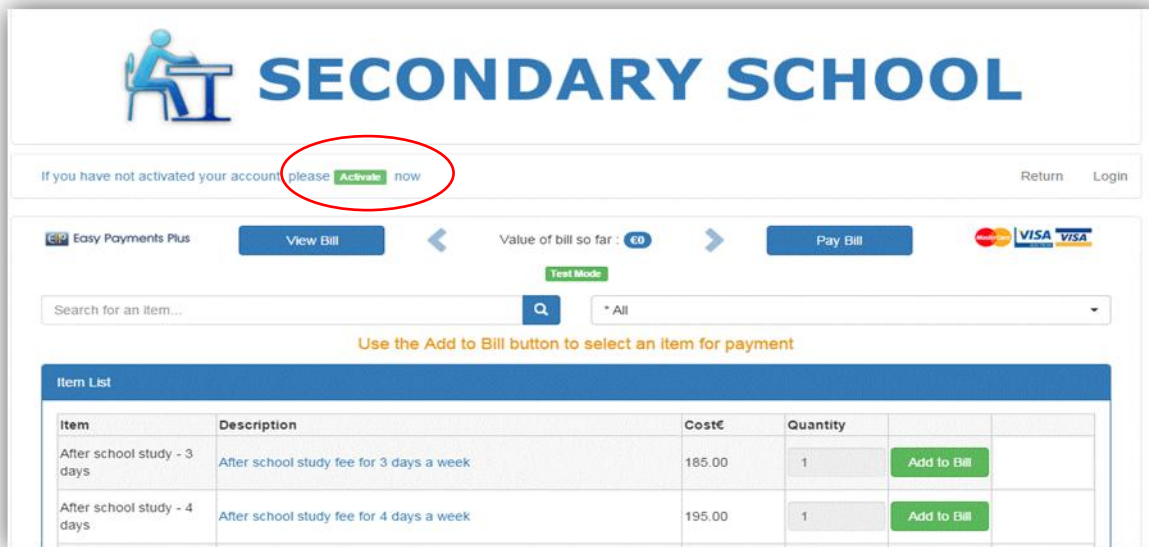 SECONDARY SCHOOL
If you have not activated your account, please Activate now
Return Login
Easy Payments Plus View Bill Value of bill so far : €0 Pay Bill MasterCard VISA VISA
Test Mode
Search for an item... * All
Use the Add to Bill button to select an item for payment
Item List
Item Description Cost€ Quantity
After school study - 3
days
After school study fee for 3 days a week 185.00 1 Add to Bill
After school study - 4
days
After school study fee for 4 days a week 195.00 1 Add to Bill